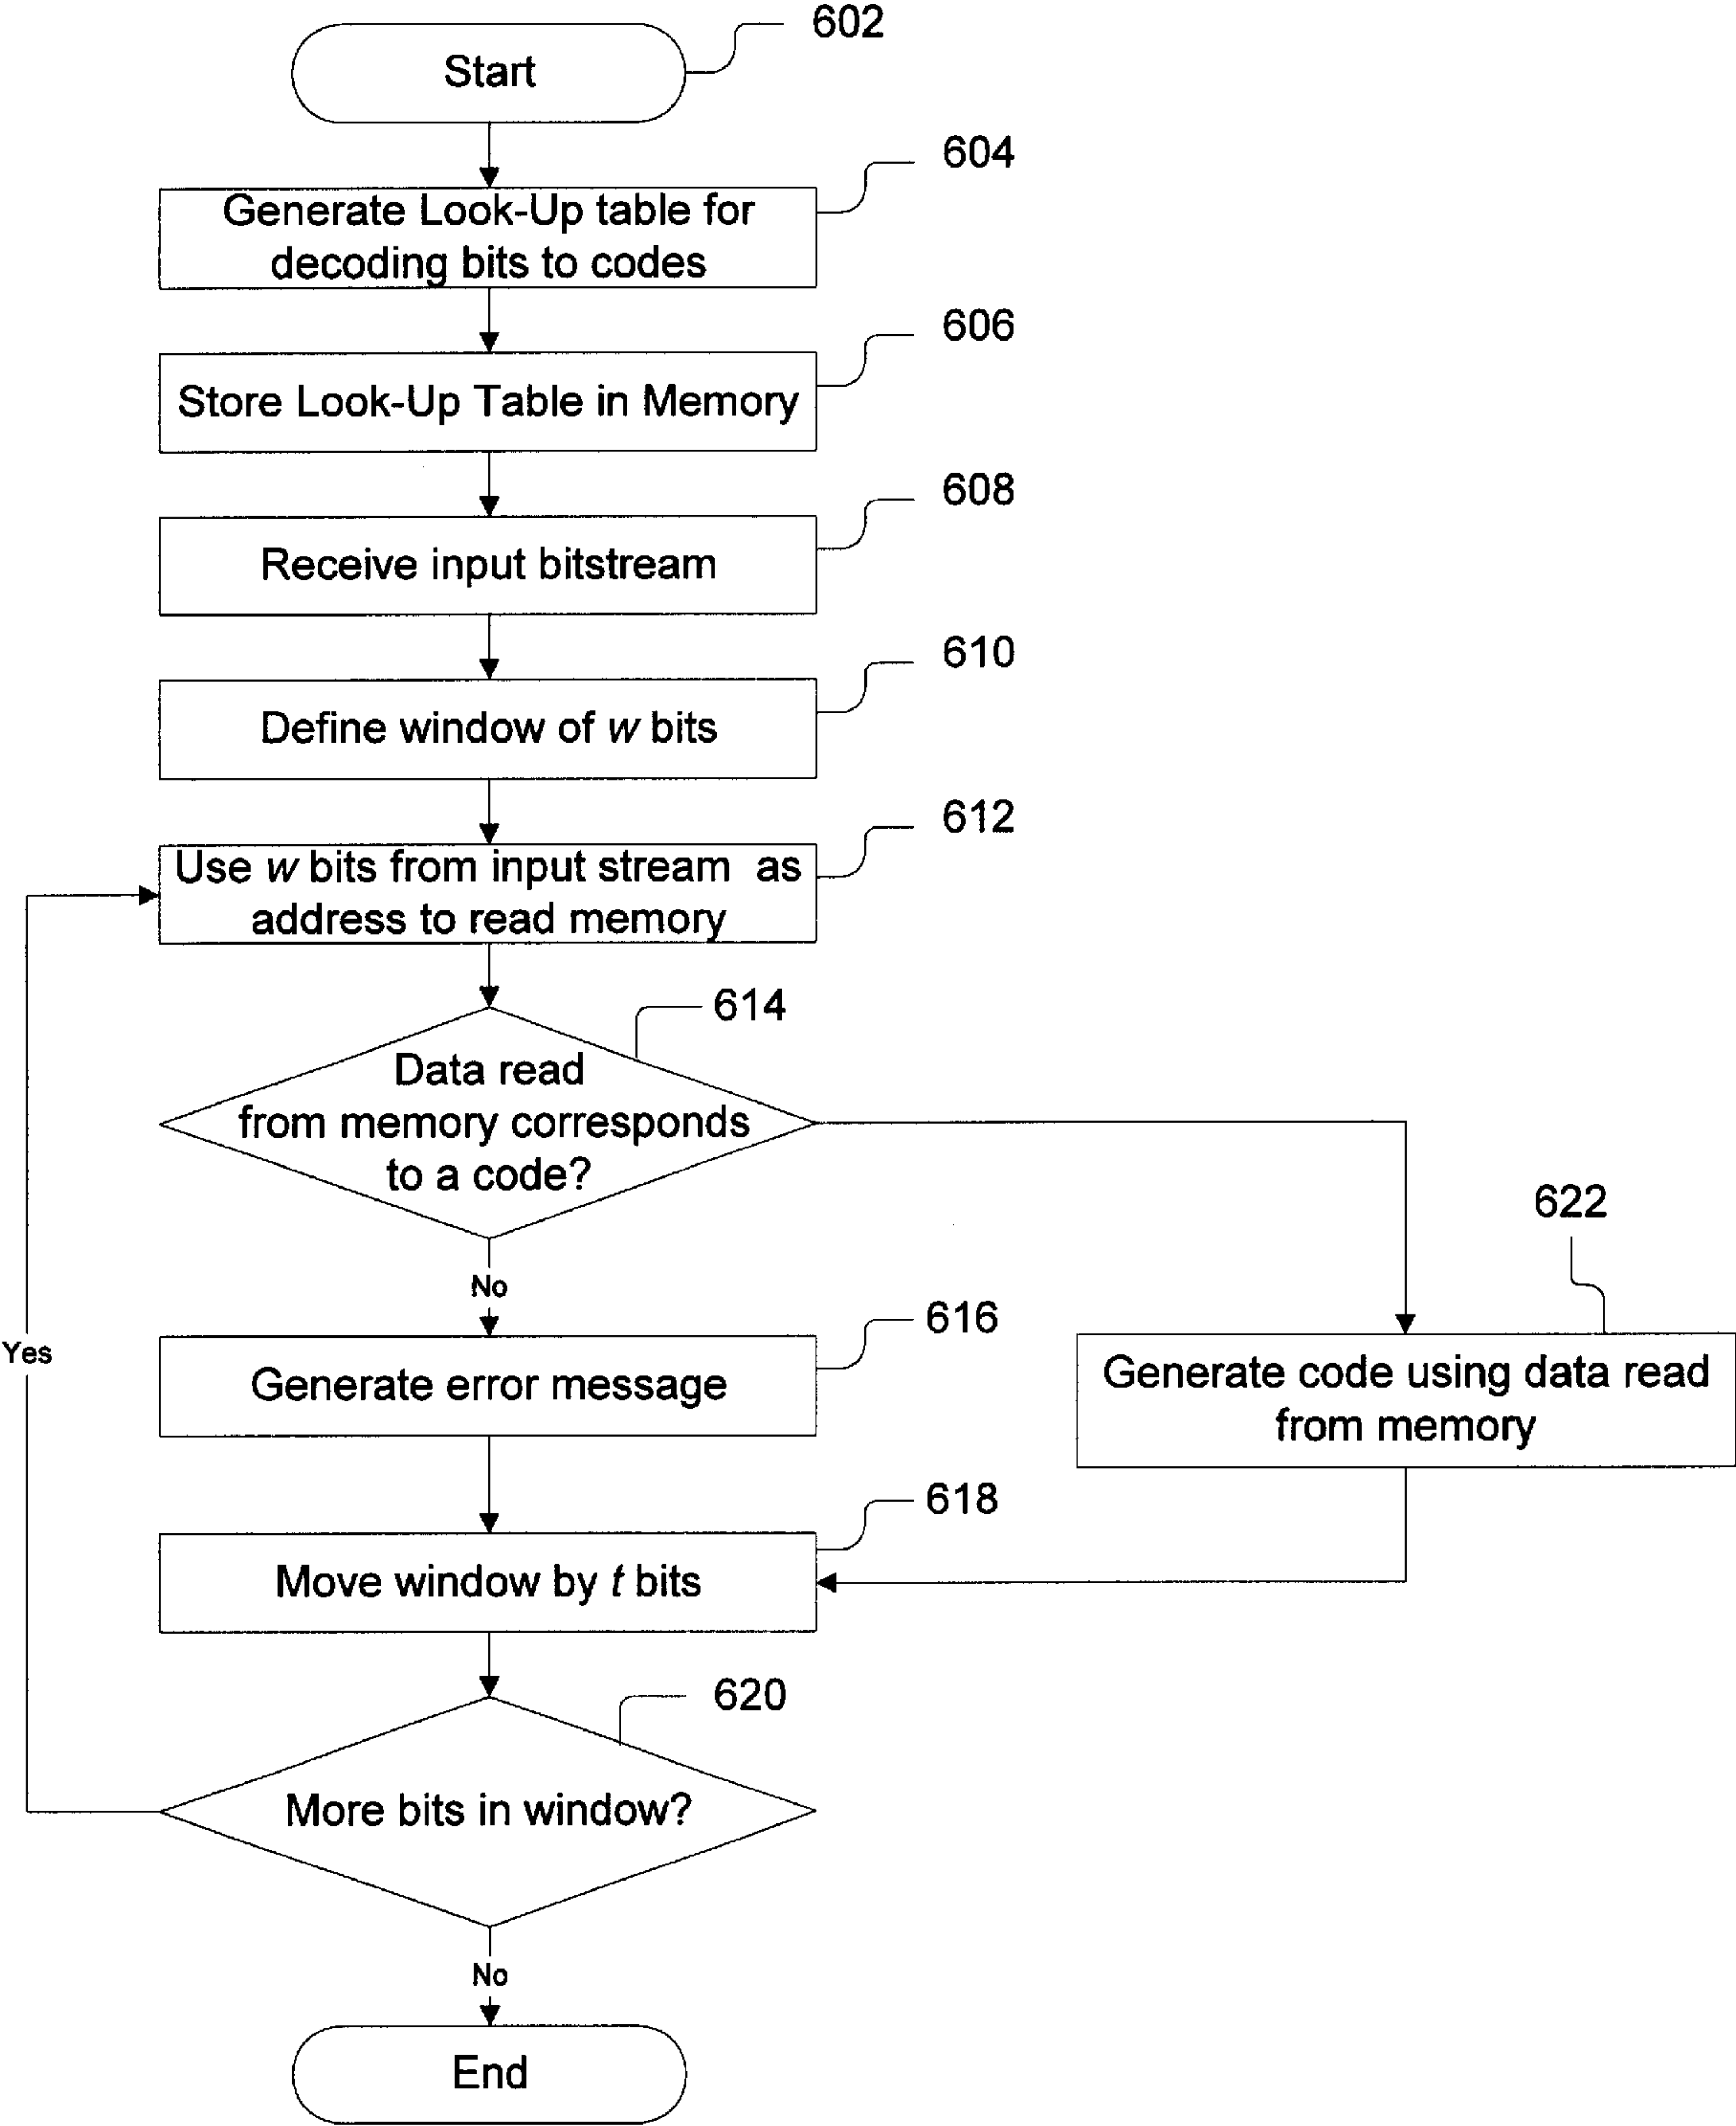 602
Start
604
Generate Look-Up table for
decoding bits to codes
606
Store Look-Up Table in Memory
608
Receive input bitstream
610
Define window of w bits
612
Use w bits from input stream as
address to read memory
614
Data read
from memory corresponds
to a code?
622
No
616
Yes
Generate error message
Generate code using data read
from memory
618
Move window by t bits
620
More bits in window?
No
End